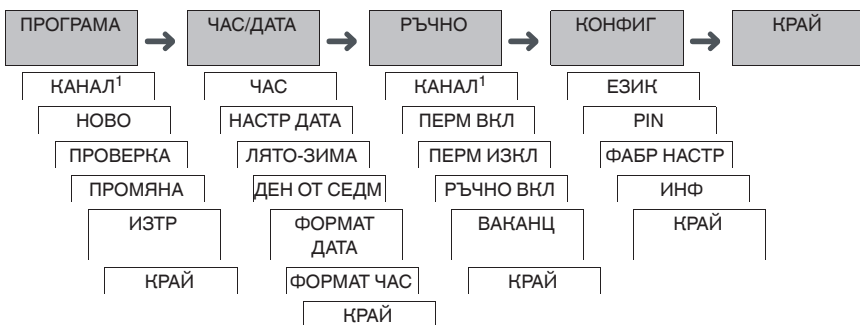 ПРОГРАМА
ЧАС/ДАТА
РЪЧНО
КОНФИГ
КРАЙ
КАНАЛ¹
ЧАС
КАНАЛ¹
ЕЗИК
НОВО
НАСТР ДАТА
ПЕРМ ВКЛ
PIN
ПРОВЕРКА
ЛЯТО-ЗИМА
ПЕРМ ИЗКЛ
ФАБР НАСТР
ПРОМЯНА
ДЕН ОТ СЕДМ
РЪЧНО ВКЛ
ИНФ
ИЗТР
ФОРМАТ
ДАТА
ВАКАНЦ
КРАЙ
КРАЙ
ФОРМАТ ЧАС
КРАЙ
КРАЙ